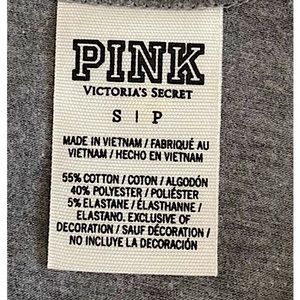 PINK
VICTORIA'S SECRET
S | P
MADE IN VIETNAM / FABRIQUÉ AU
VIETNAM / HECHO EN VIETNAM
55% COTTON / COTON / ALGODÓN
40% POLYESTER / POLIÉSTER
5% ELASTANE / ÉLASTHANNE /
ELASTANO. EXCLUSIVE OF
DECORATION / SAUF DÉCORATION /
NO INCLUYE LA DECORACIÓN